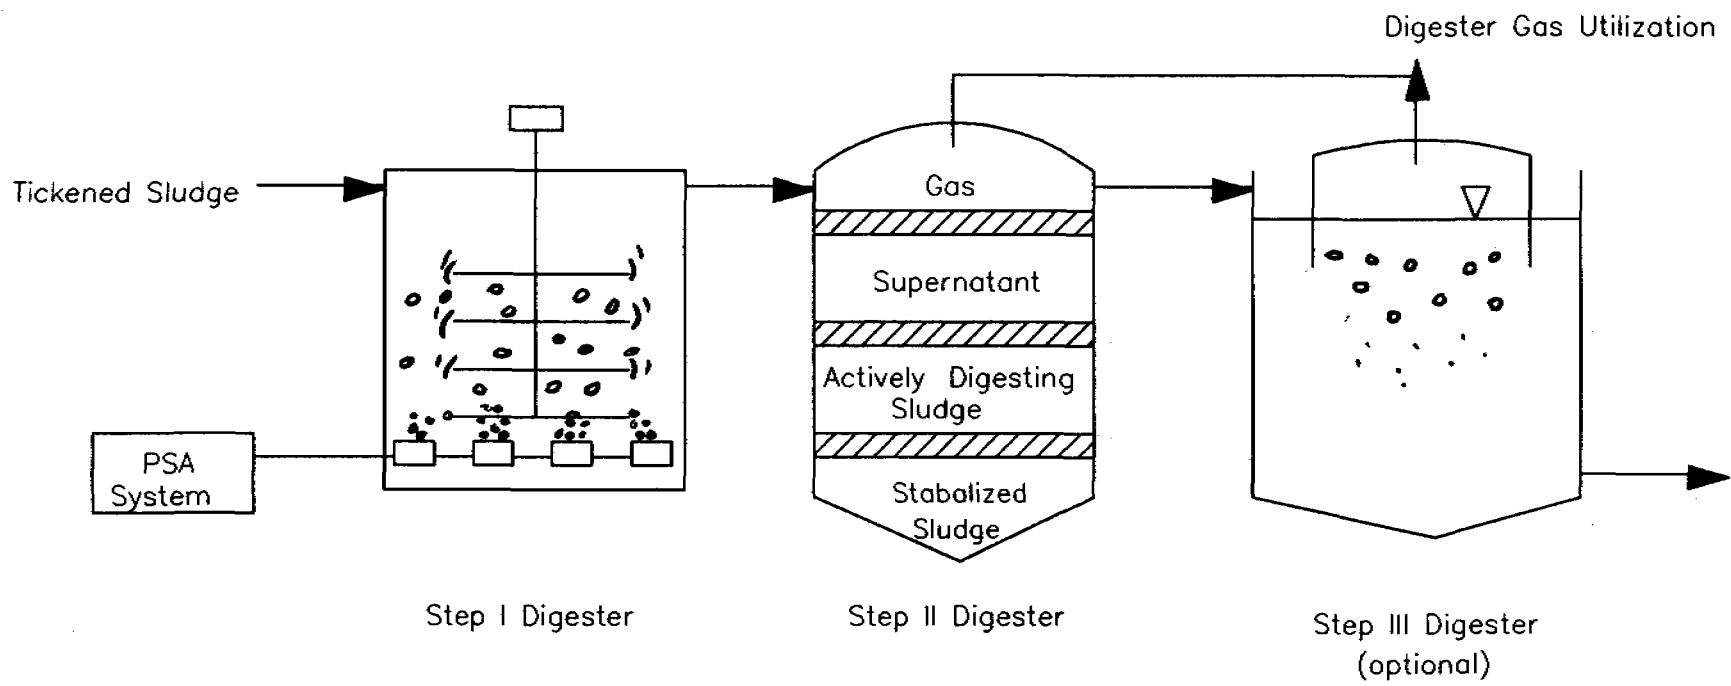 Digester Gas Utilization
Tickened Sludge
Gas
Supernatant
Actively Digesting
Sludge
PSA
System
Stabalized
Sludge
Step I Digester
Step II Digester
Step III Digester
(optional)